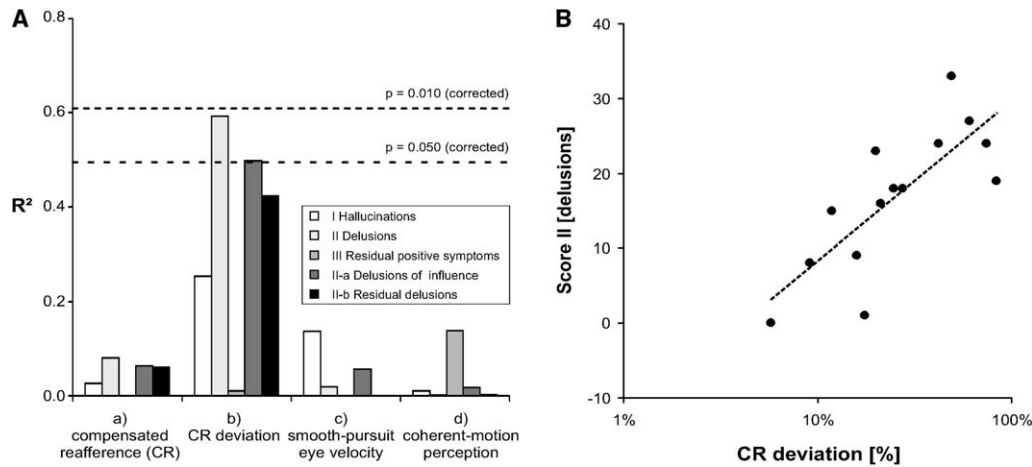 A
0.8
0.6
R²
0.4
0.2
0.0
p = 0.010 (corrected)
p = 0.050 (corrected)
I Hallucinations
II Delusions
III Residual positive symptoms
II-a Delusions of influence
II-b Residual delusions
a)
compensated
reafference (CR)
b)
CR deviation
c)
smooth-pursuit
eye velocity
d)
coherent-motion
perception
B
Score II [delusions]
40
30
20
10
0
-10
1%
10%
100%
CR deviation [%]